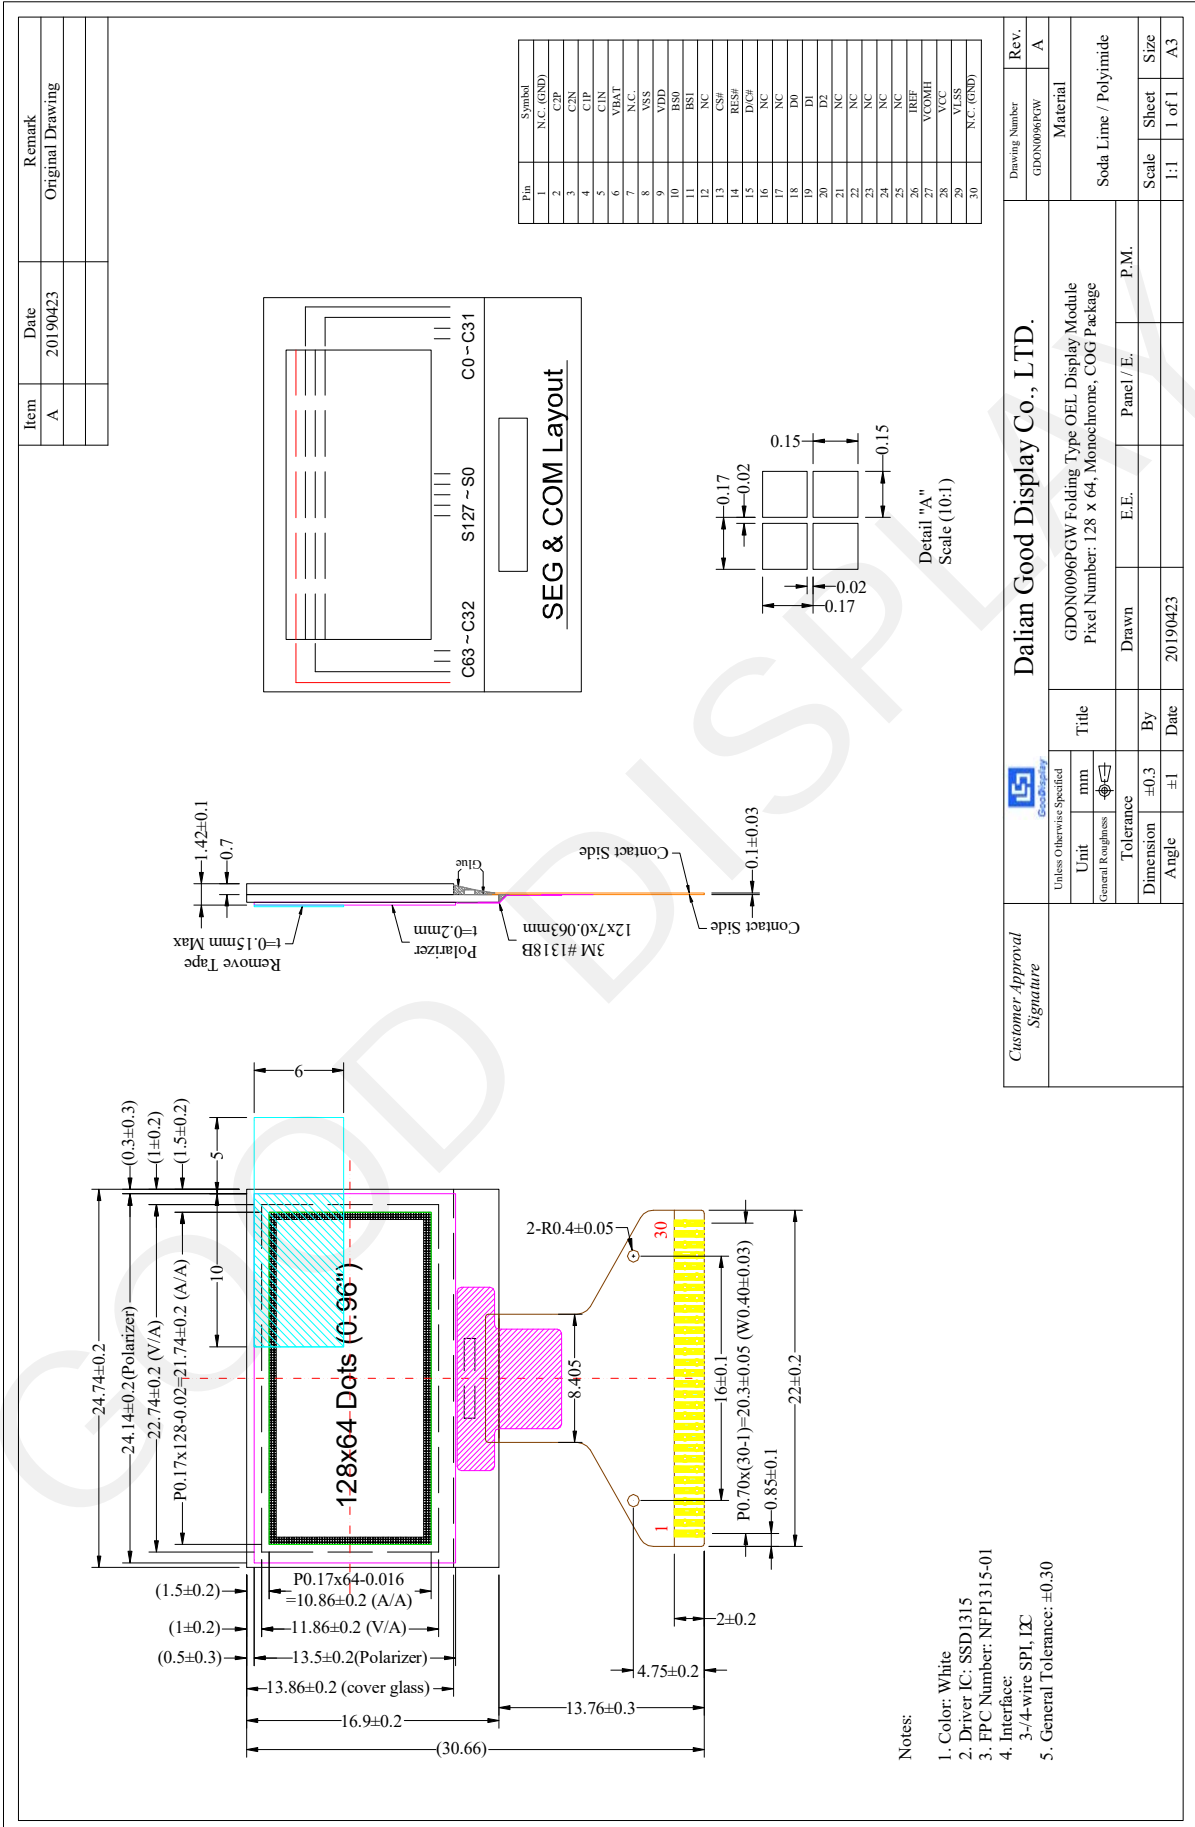 Item Date Remark
A 20190423 Original Drawing
24.74±0.2
24.14±0.2(Polarizer)
22.74±0.2 (V/A)
P0.17x128-0.02=21.74±0.2 (A/A)
(0.3±0.3)
(1±0.2)
(1.5±0.2)
10
5
6
128x64 Dots (0.96")
(1.5±0.2)
(1±0.2)
(0.5±0.3)
P0.17x64-0.016
=10.86±0.2 (A/A)
11.86±0.2 (V/A)
13.5±0.2(Polarizer)
13.86±0.2 (cover glass)
16.9±0.2
(30.66)
13.76±0.3
4.75±0.2
2±0.2
2-R0.4±0.05
8.405
1
30
16±0.1
P0.70x(30-1)=20.3±0.05 (W0.40±0.03)
0.85±0.1
22±0.2
1.42±0.1
0.7
Remove Tape
t=0.15mm Max
Polarizer
t=0.2mm
3M #1318B
12x7x0.063mm
Glue
Contact Side
Contact Side
0.1±0.03
C63 ~ C32
S127 ~ S0
C0 ~ C31
SEG & COM Layout
0.17
0.02
0.15
0.15
0.02
0.17
Detail "A"
Scale (10:1)
Pin Symbol
1 N.C. (GND)
2 C2P
3 C2N
4 C1P
5 C1N
6 VBAT
7 N.C.
8 VSS
9 VDD
10 BS0
11 BS1
12 NC
13 CS#
14 RES#
15 D/C#
16 NC
17 NC
18 D0
19 D1
20 D2
21 NC
22 NC
23 NC
24 NC
25 NC
26 IREF
27 VCOMH
28 VCC
29 VLSS
30 N.C. (GND)
Notes:
1. Color: White
2. Driver IC: SSD1315
3. FPC Number: NFP1315-01
4. Interface:
3-/4-wire SPI, I2C
5. General Tolerance: ±0.30
Customer Approval
Signature
GooDisplay
Dalian Good Display Co., LTD.
Drawing Number Rev.
GDON0096PGW A
Unless Otherwise Specified
Unit mm
General Roughness
Tolerance
Dimension ±0.3
Angle ±1
Title
GDON0096PGW Folding Type OEL Display Module
Pixel Number: 128 x 64, Monochrome, COG Package
Material
Soda Lime / Polyimide
Drawn E.E. Panel / E. P.M.
By
Date 20190423
Scale Sheet Size
1:1 1 of 1 A3
GOOD DISPLAY